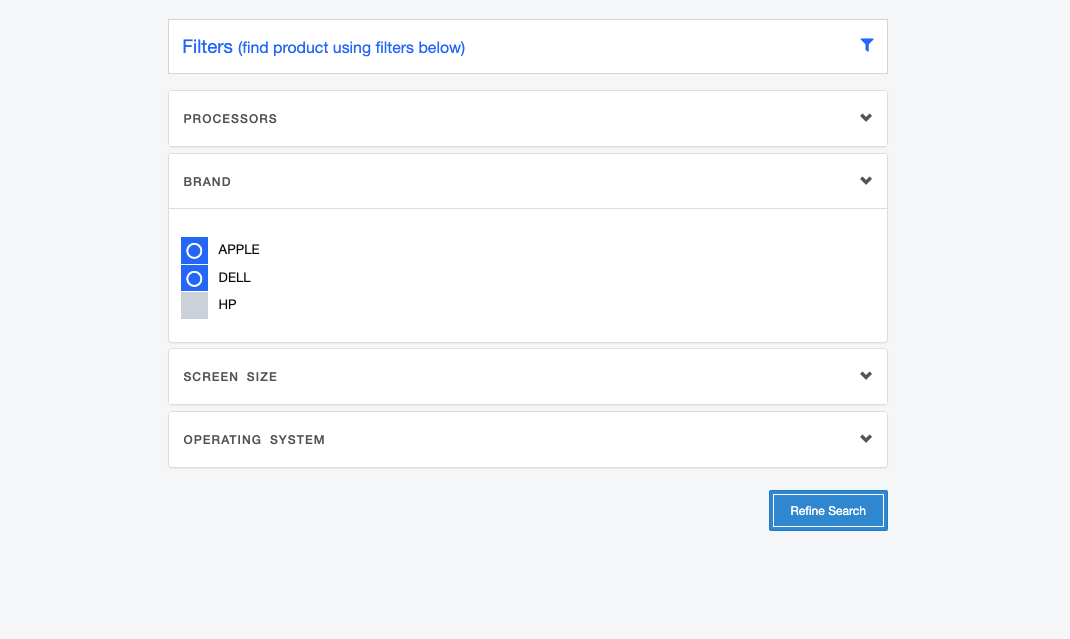 Filters (find product using filters below)
PROCESSORS
BRAND
APPLE
DELL
HP
SCREEN SIZE
OPERATING SYSTEM
Refine Search